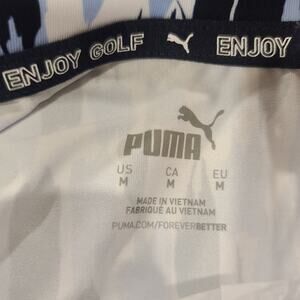 ENJOY GOLF ENJOY
PUMA
US CA EU
M M M
MADE IN VIETNAM
FABRIQUÉ AU VIETNAM
PUMA.COM/FOREVERBETTER